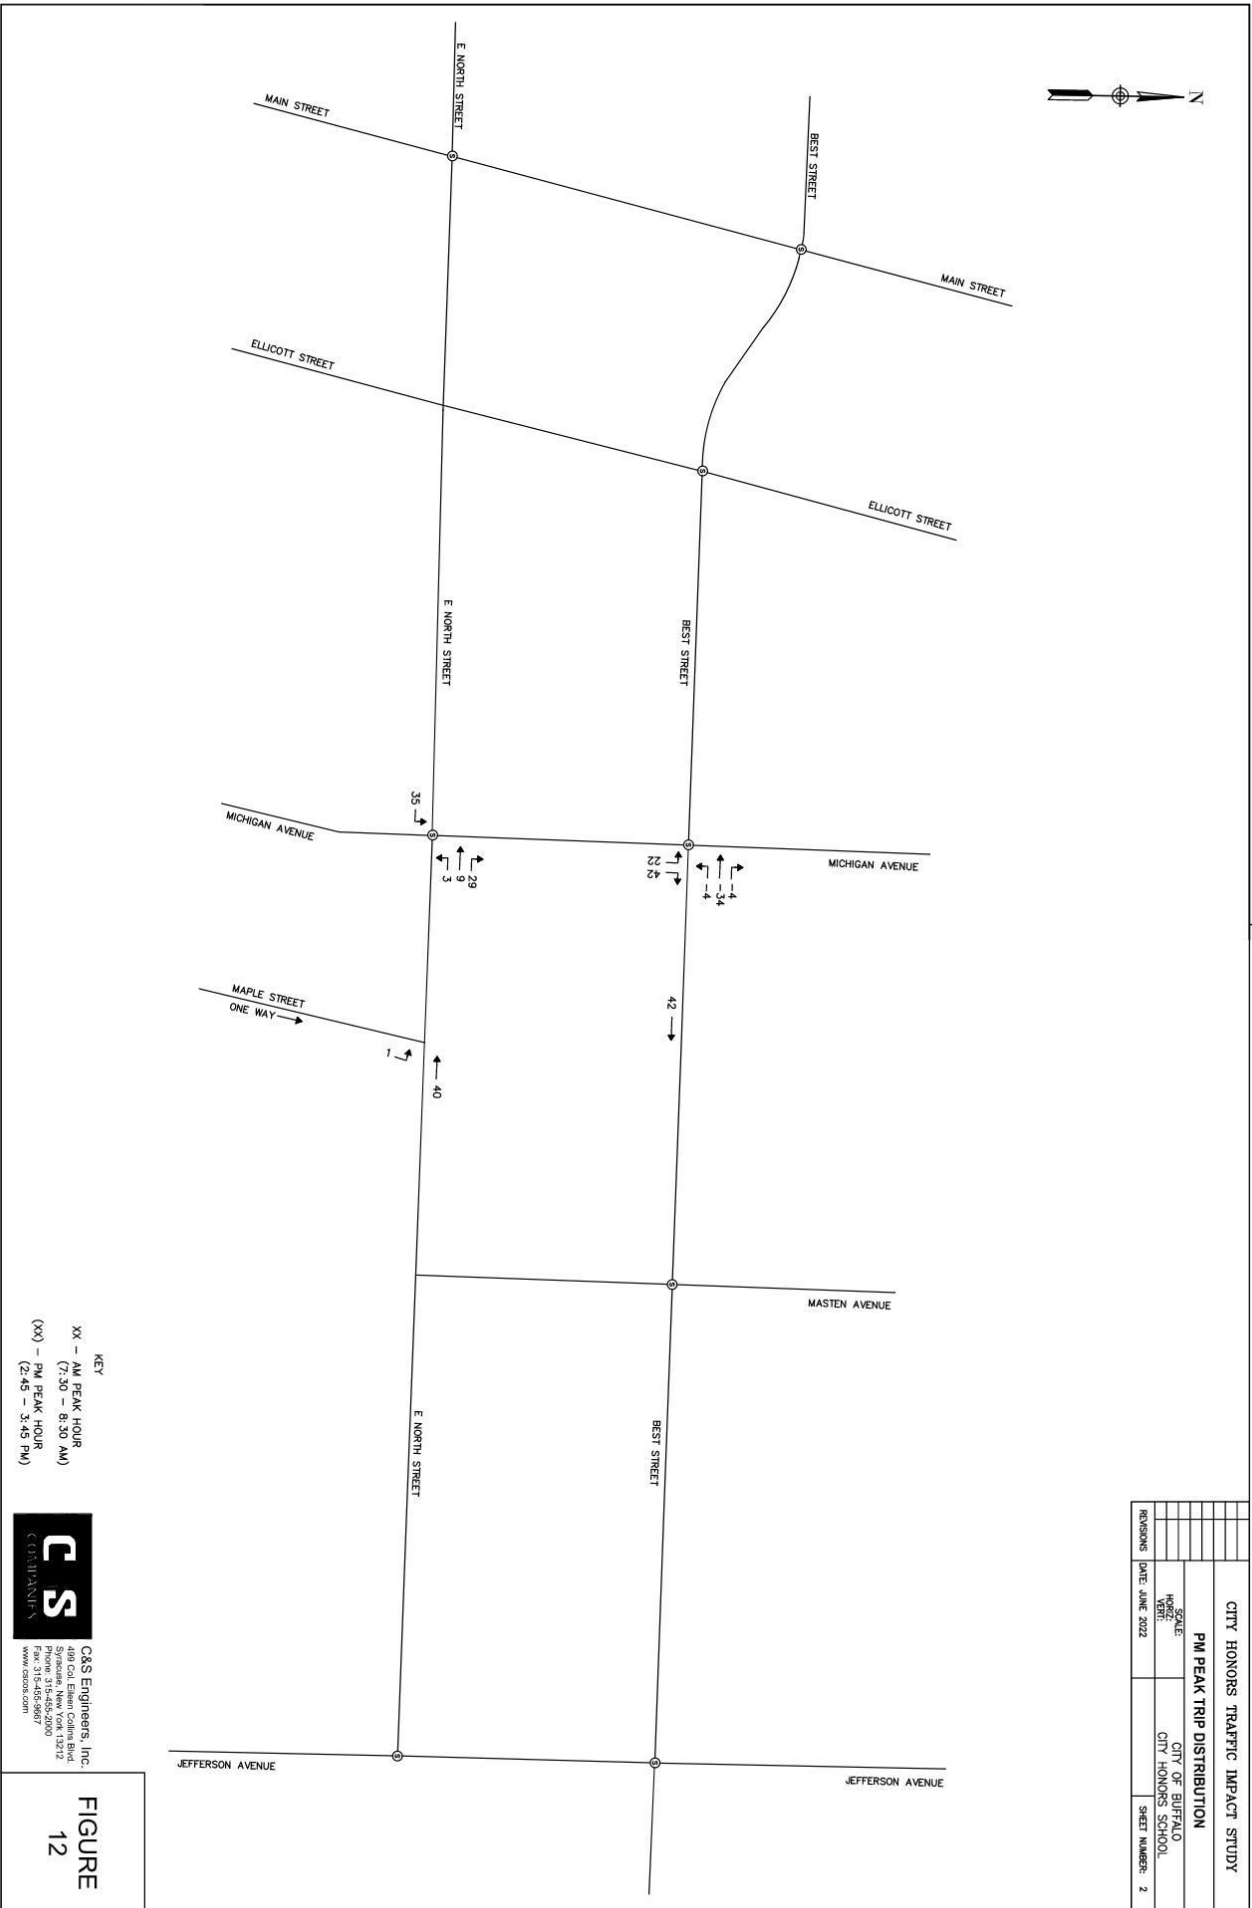 N
E NORTH STREET
MAIN STREET
BEST STREET
S
S
MAIN STREET
ELLICOTT STREET
S
ELLICOTT STREET
E NORTH STREET
BEST STREET
35
MICHIGAN AVENUE
S
S
MICHIGAN AVENUE
29
9
3
22
42
-4
-34
-4
MAPLE STREET
ONE WAY
1
40
42
S
MASTEN AVENUE
E NORTH STREET
BEST STREET
S
S
JEFFERSON AVENUE
JEFFERSON AVENUE
KEY
XX - AM PEAK HOUR
(7:30 - 8:30 AM)
(XX) - PM PEAK HOUR
(2:45 - 3:45 PM)
C S
COMPANIES
C&S Engineers, Inc.
499 Col. Eileen Collins Blvd.
Syracuse, New York 13212
Phone: 315-455-2000
Fax: 315-455-9667
www.cscos.com
FIGURE
12
CITY HONORS TRAFFIC IMPACT STUDY
PM PEAK TRIP DISTRIBUTION
SCALE:
HORIZ:
VERT:
CITY OF BUFFALO
CITY HONORS SCHOOL
REVISIONS
DATE: JUNE 2022
SHEET NUMBER: 2